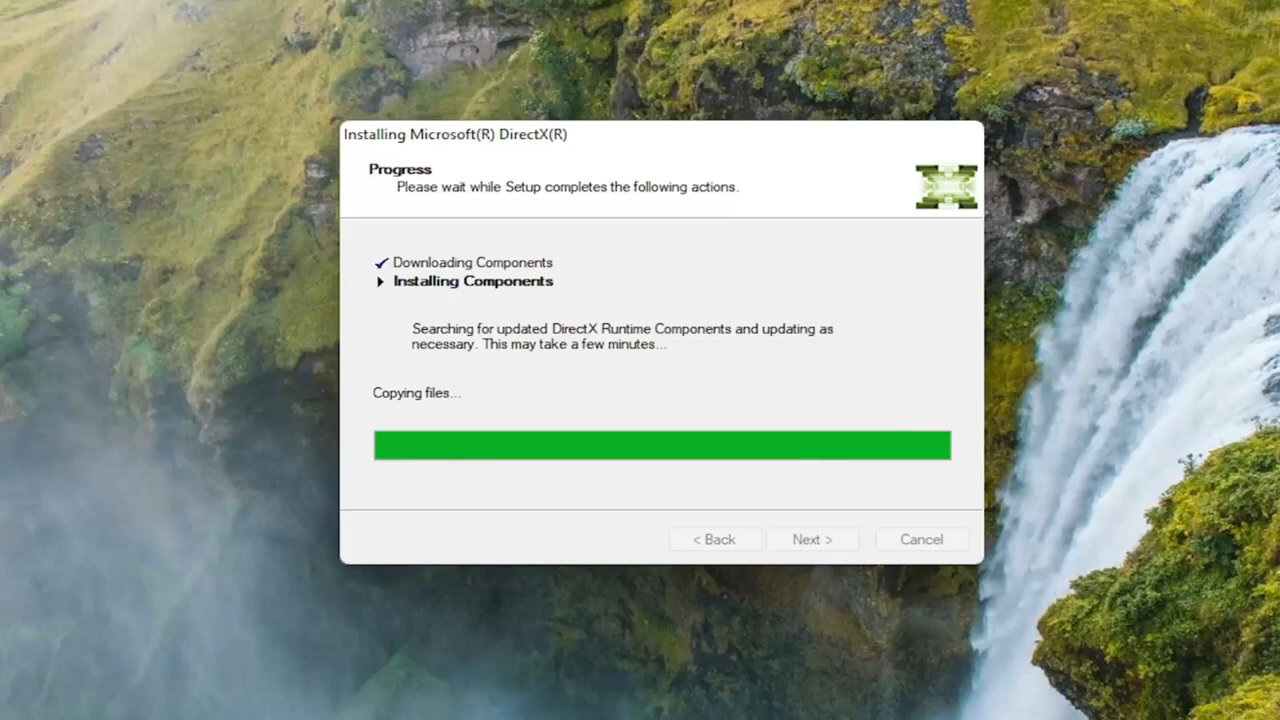 Installing Microsoft(R) DirectX(R)
Progress
Please wait while Setup completes the following actions.
Downloading Components
Installing Components
Searching for updated DirectX Runtime Components and updating as
necessary. This may take a few minutes...
Copying files...
< Back
Next >
Cancel